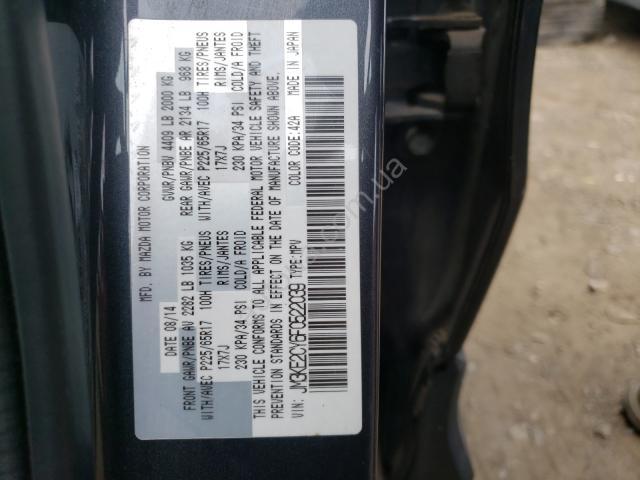 MFD. BY MAZDA MOTOR CORPORATION
DATE 08/14 GVWR/PNBV 4409 LB 2000 KG
FRONT GAWR/PNBE AV 2282 LB 1035 KG REAR GAWR/PNBE AR 2134 LB 968 KG
WITH/AVEC P225/65R17 100H TIRES/PNEUS WITH/AVEC P225/65R17 100H TIRES/PNEUS
17X7J RIMS/JANTES 17X7J RIMS/JANTES
230 KPA/34 PSI COLD/A FROID 230 KPA/34 PSI COLD/A FROID
THIS VEHICLE CONFORMS TO ALL APPLICABLE FEDERAL MOTOR VEHICLE SAFETY AND THEFT
PREVENTION STANDARDS IN EFFECT ON THE DATE OF MANUFACTURE SHOWN ABOVE.
VIN: JM3KE2CY6F0522039 TYPE:MPV COLOR CODE:42A MADE IN JAPAN